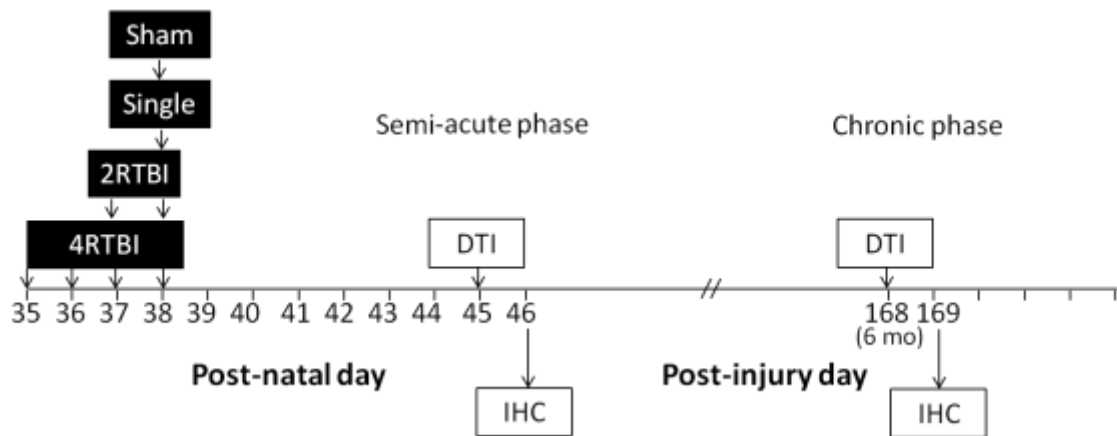 Sham
Single
2RTBI
4RTBI
Semi-acute phase
Chronic phase
DTI
DTI
35 36 37 38 39 40 41 42 43 44 45 46 // 168 169
(6 mo)
Post-natal day
Post-injury day
IHC
IHC